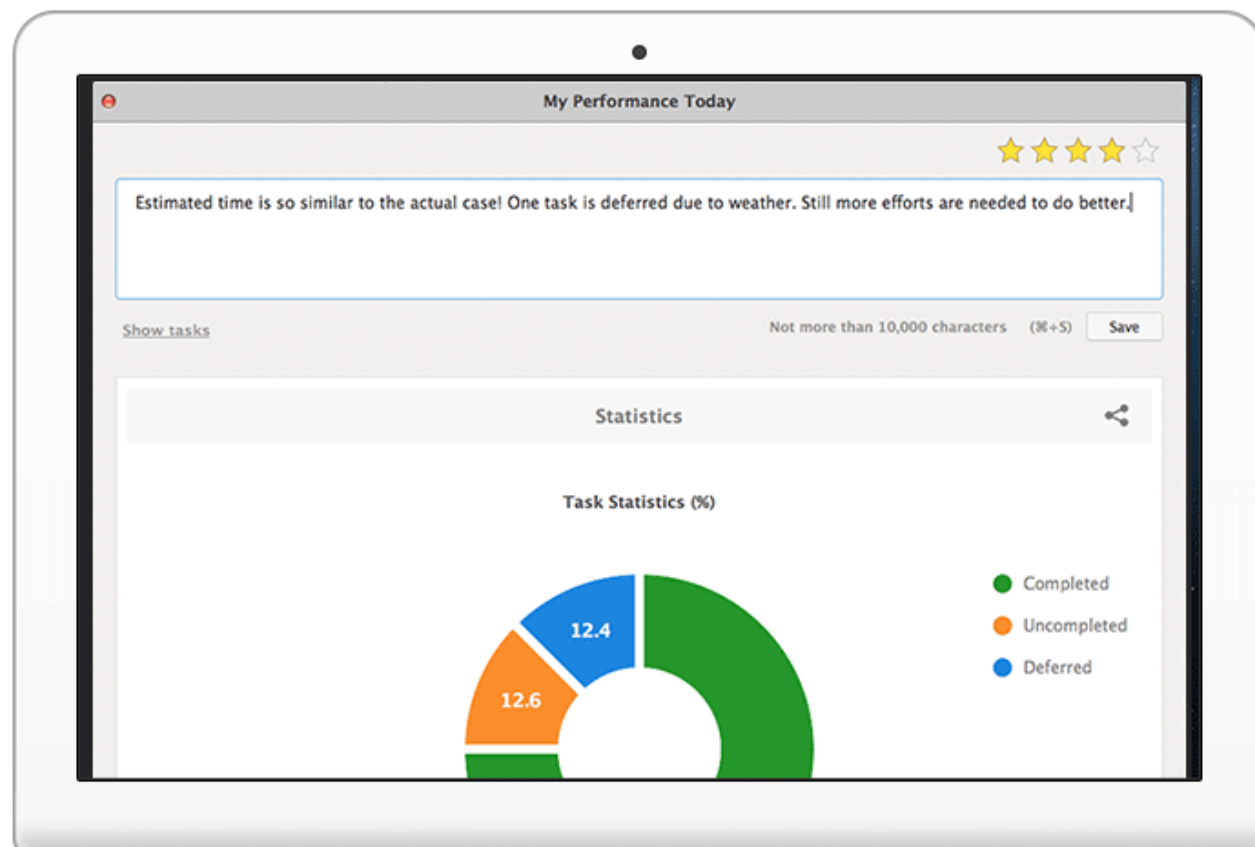 My Performance Today
Estimated time is so similar to the actual case! One task is deferred due to weather. Still more efforts are needed to do better.
Show tasks
Not more than 10,000 characters (⌘+S) Save
Statistics
Task Statistics (%)
Completed
12.4
Uncompleted
Deferred
12.6